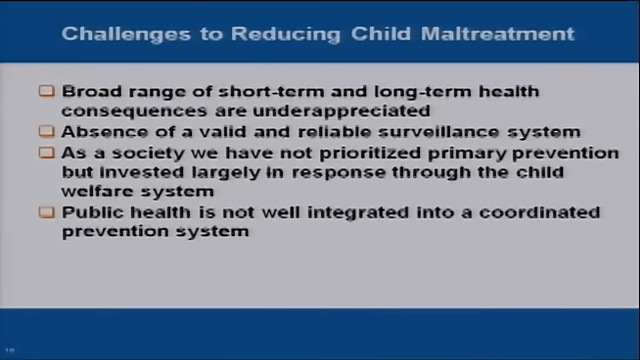 Challenges to Reducing Child Maltreatment
Broad range of short-term and long-term health
consequences are underappreciated
Absence of a valid and reliable surveillance system
As a society we have not prioritized primary prevention
but invested largely in response through the child
welfare system
Public health is not well integrated into a coordinated
prevention system